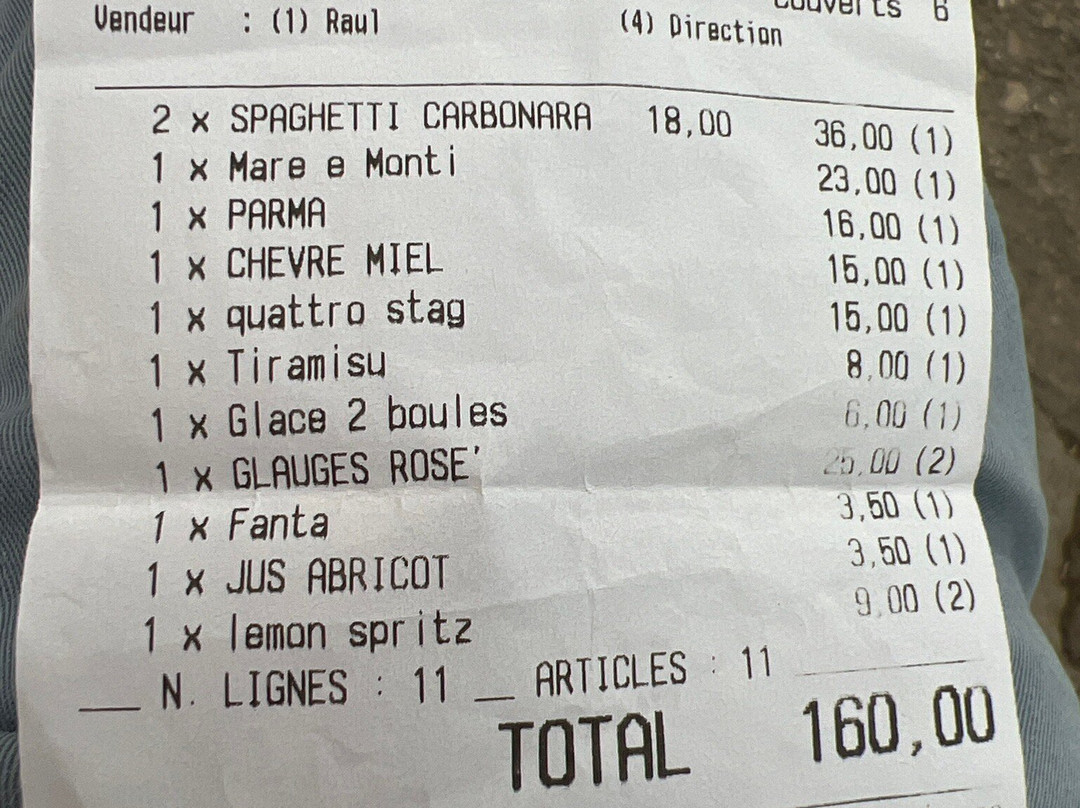 Couverts 6
Vendeur : (1) Raul (4) Direction
2 x SPAGHETTI CARBONARA 18,00 36,00 (1)
1 x Mare e Monti 23,00 (1)
1 x PARMA 16,00 (1)
1 x CHEVRE MIEL 15,00 (1)
1 x quattro stag 15,00 (1)
1 x Tiramisu 8,00 (1)
1 x Glace 2 boules 6,00 (1)
1 x GLAUGES ROSE' 25,00 (2)
1 x Fanta 3,50 (1)
1 x JUS ABRICOT 3,50 (1)
1 x lemon spritz 9,00 (2)
___ N. LIGNES : 11 __ ARTICLES : 11
TOTAL 160,00